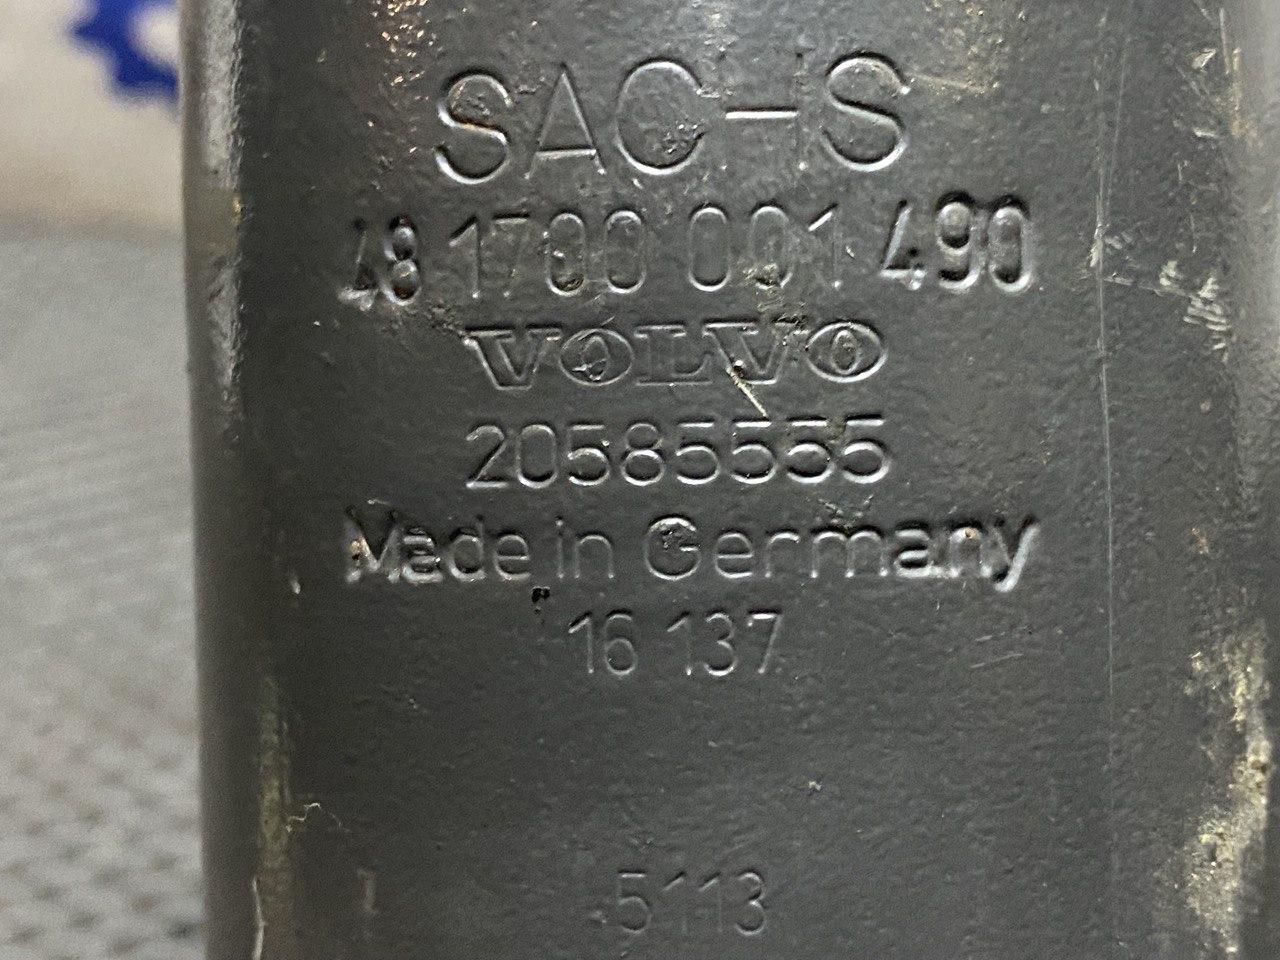 SACHS
48 1700 001 490
VOLVO
20585555
Made in Germany
16 137
5113